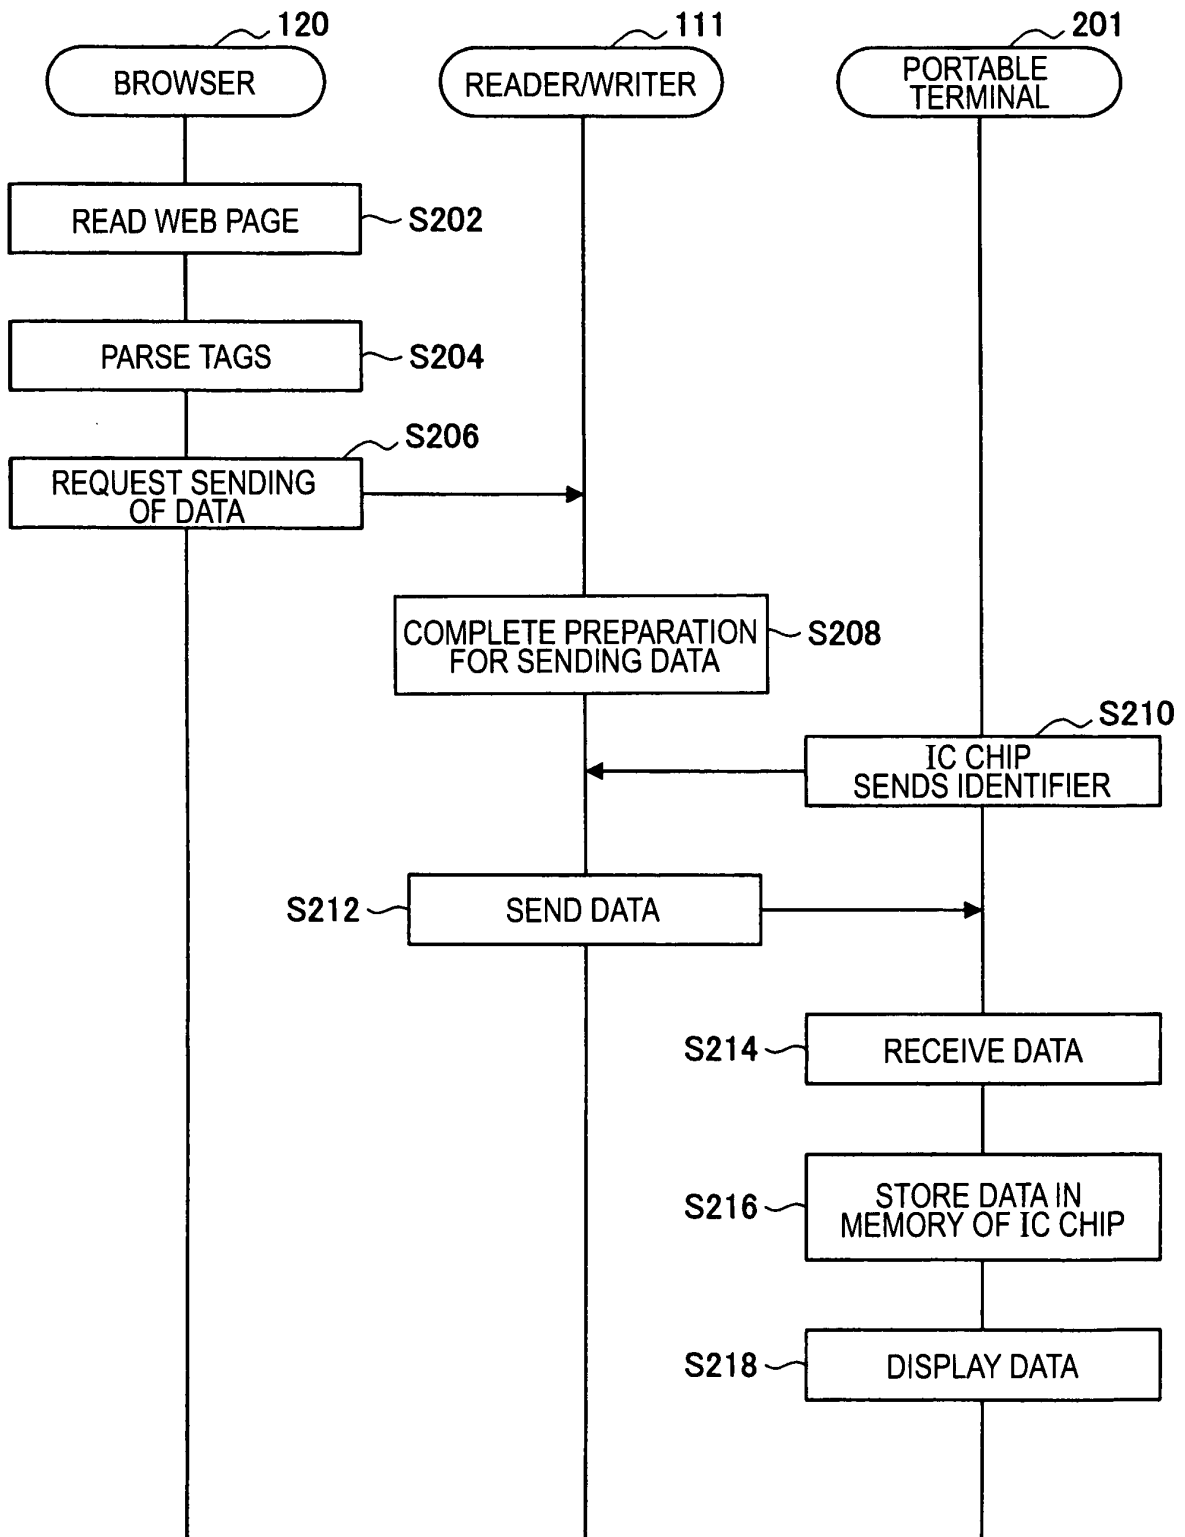 120
111
201
BROWSER
READER/WRITER
PORTABLE
TERMINAL
READ WEB PAGE
S202
PARSE TAGS
S204
S206
REQUEST SENDING
OF DATA
COMPLETE PREPARATION
FOR SENDING DATA
S208
S210
IC CHIP
SENDS IDENTIFIER
S212
SEND DATA
S214
RECEIVE DATA
S216
STORE DATA IN
MEMORY OF IC CHIP
S218
DISPLAY DATA